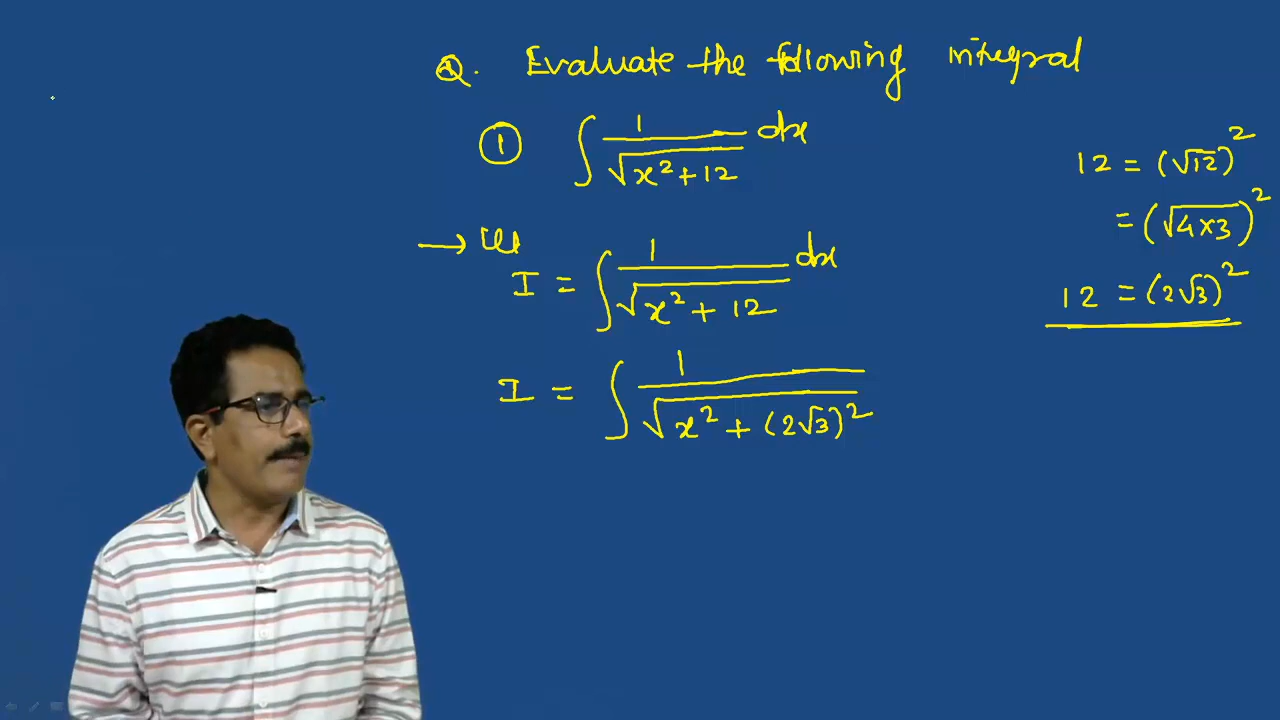 Q. Evaluate the following integral
① ∫ 1/√(x²+12) dx
12 = (√12)²
= (√4×3)²
12 = (2√3)²
→ Let
I = ∫ 1/√(x² + 12) dx
I = ∫ 1/√(x² + (2√3)²)